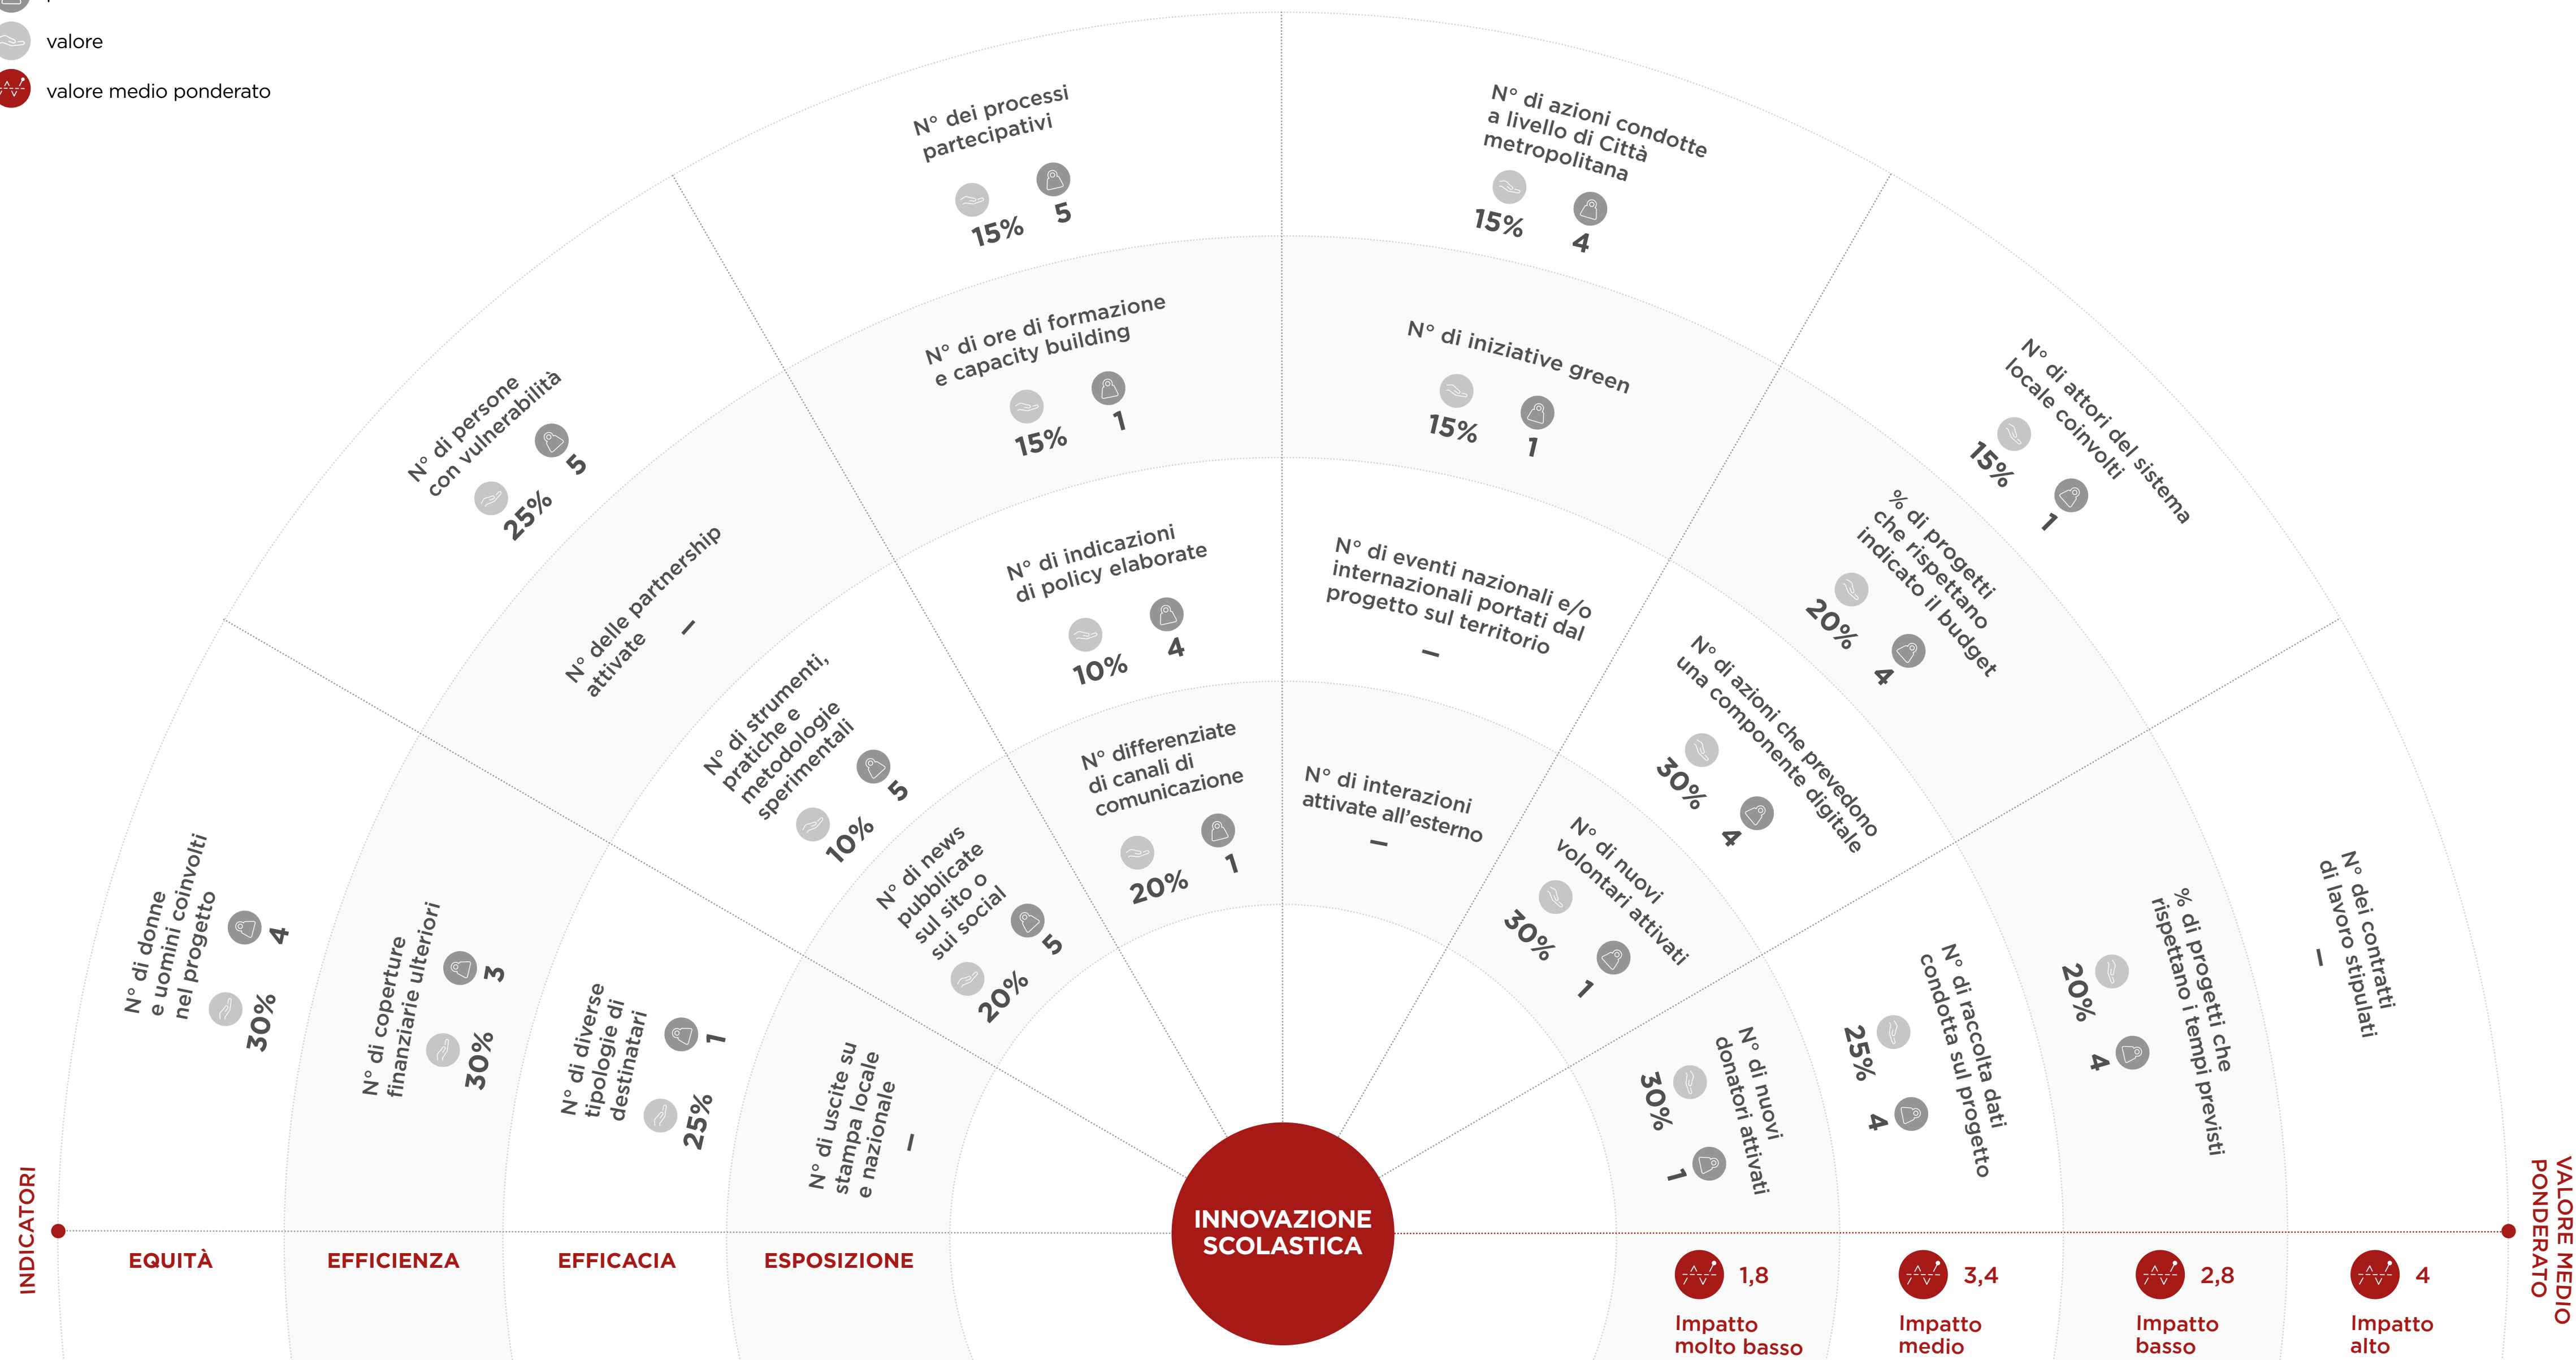 valore
valore medio ponderato
N° di donne
e uomini coinvolti
nel progetto
30%
4
N° di persone
con vulnerabilità
25%
5
N° dei processi
partecipativi
15%
5
N° di azioni condotte
a livello di Città
metropolitana
15%
4
N° di attori del sistema
locale coinvolti
15%
1
N° dei contratti
di lavoro stipulati
–
N° di coperture
finanziarie ulteriori
30%
3
N° delle partnership
attivate
–
N° di ore di formazione
e capacity building
15%
1
N° di iniziative green
15%
1
% di progetti
che rispettano
indicato il budget
20%
4
% di progetti che
rispettano i tempi previsti
20%
4
N° di diverse
tipologie di
destinatari
25%
1
N° di strumenti,
pratiche e
metodologie
sperimentali
10%
5
N° di indicazioni
di policy elaborate
10%
4
N° di eventi nazionali e/o
internazionali portati dal
progetto sul territorio
–
N° di azioni che prevedono
una componente digitale
30%
4
N° di raccolta dati
condotta sul progetto
25%
4
N° di uscite su
stampa locale
e nazionale
–
N° di news
pubblicate
sul sito o
sui social
20%
5
N° differenziate
di canali di
comunicazione
20%
1
N° di interazioni
attivate all'esterno
–
N° di nuovi
volontari attivati
30%
1
N° di nuovi
donatori attivati
30%
1
INNOVAZIONE
SCOLASTICA
INDICATORI
EQUITÀ
EFFICIENZA
EFFICACIA
ESPOSIZIONE
1,8
Impatto
molto basso
3,4
Impatto
medio
2,8
Impatto
basso
4
Impatto
alto
VALORE MEDIO
PONDERATO